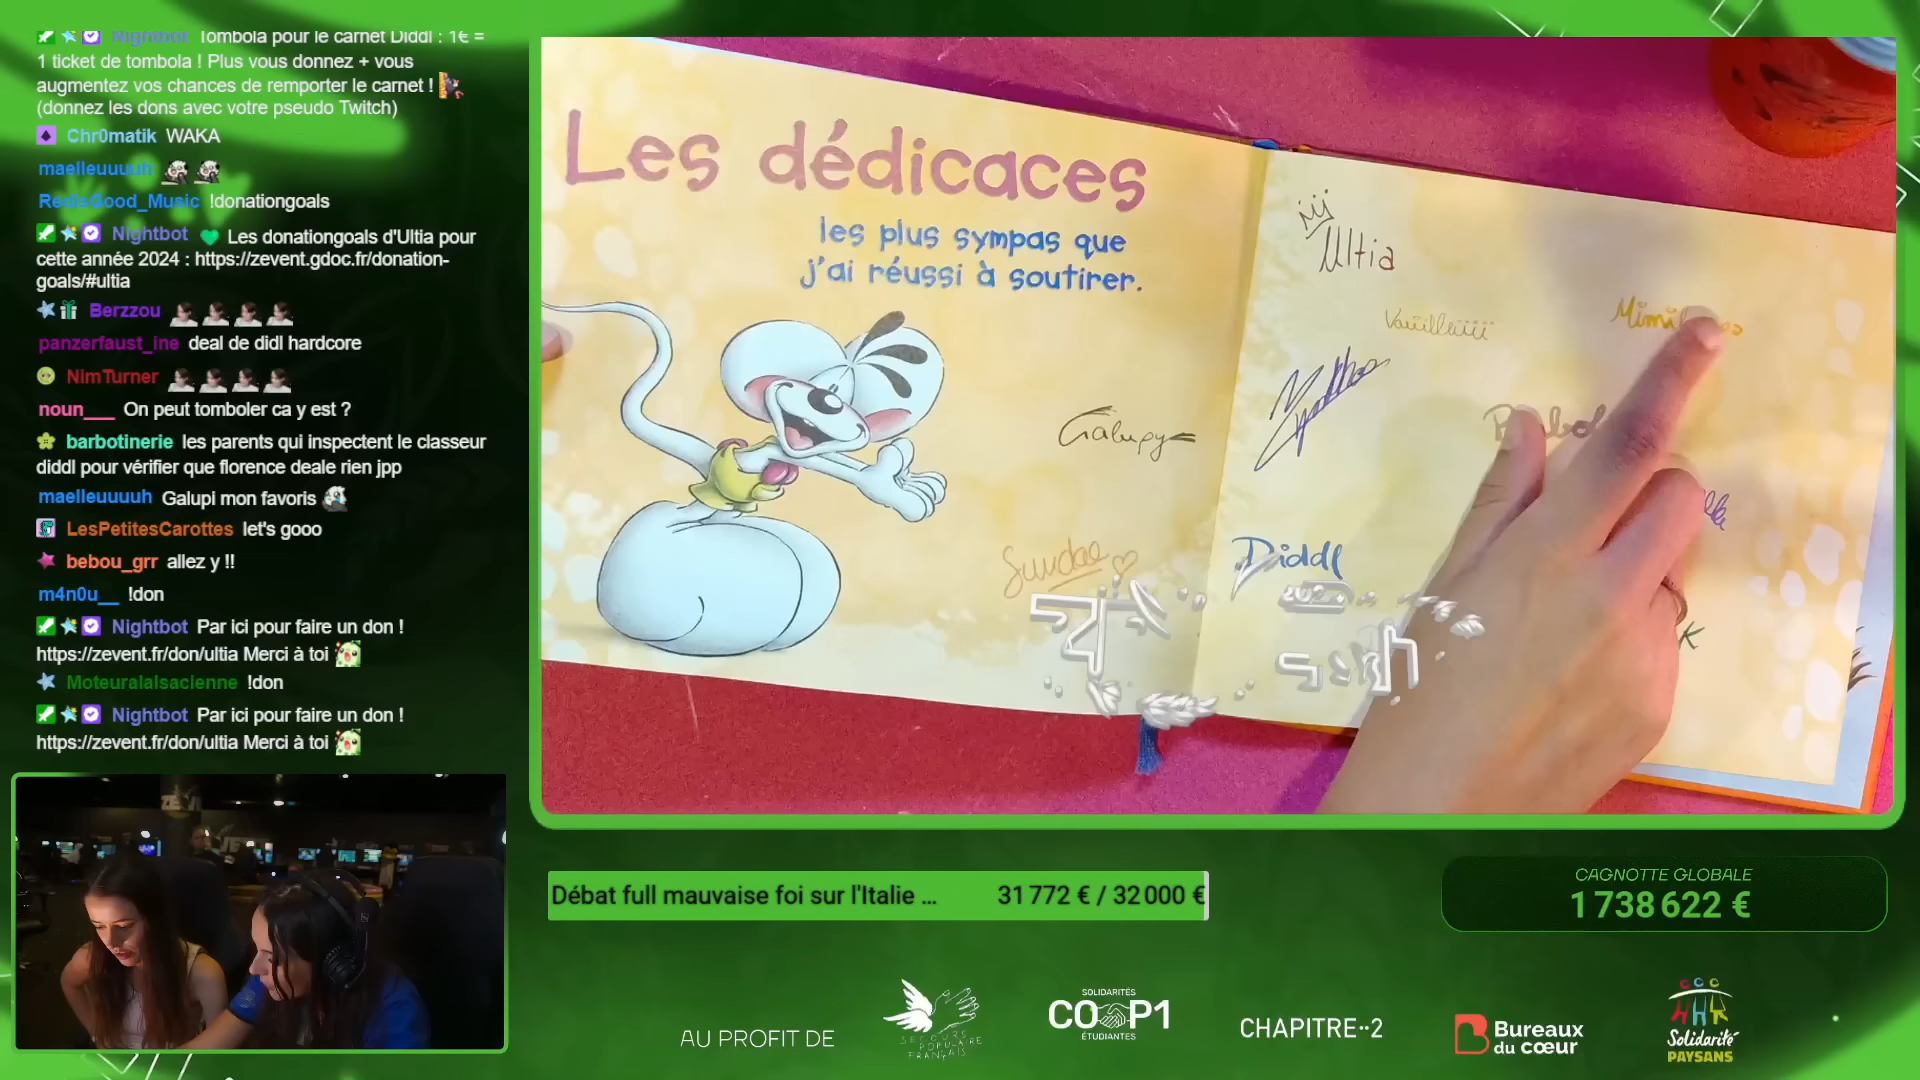 Nightbot Tombola pour le carnet Diddl : 1€ =
1 ticket de tombola ! Plus vous donnez + vous
augmentez vos chances de remporter le carnet !
(donnez les dons avec votre pseudo Twitch)
Chr0matik WAKA
maelleuuuuh
RedisGood_Music !donationgoals
Nightbot Les donationgoals d'Ultia pour
cette année 2024 : https://zevent.gdoc.fr/donation-
goals/#ultia
Berzzou
panzerfaust_ine deal de didl hardcore
NimTurner
noun___ On peut tomboler ca y est ?
barbotinerie les parents qui inspectent le classeur
diddl pour vérifier que florence deale rien jpp
maelleuuuuh Galupi mon favoris
LesPetitesCarottes let's gooo
bebou_grr allez y !!
m4n0u__ !don
Nightbot Par ici pour faire un don !
https://zevent.fr/don/ultia Merci à toi
Moteuralalsacienne !don
Nightbot Par ici pour faire un don !
https://zevent.fr/don/ultia Merci à toi
Les dédicaces
les plus sympas que
j'ai réussi à soutirer.
Galupy
Sundae
Ultia
Diddl
Débat full mauvaise foi sur l'Italie ... 31 772 € / 32 000 €
CAGNOTTE GLOBALE
1 738 622 €
AU PROFIT DE
SECOURS
POPULAIRE
FRANÇAIS
SOLIDARITÉS
COOP1
ÉTUDIANTES
CHAPITRE··2
Bureaux
du cœur
Solidarité
PAYSANS